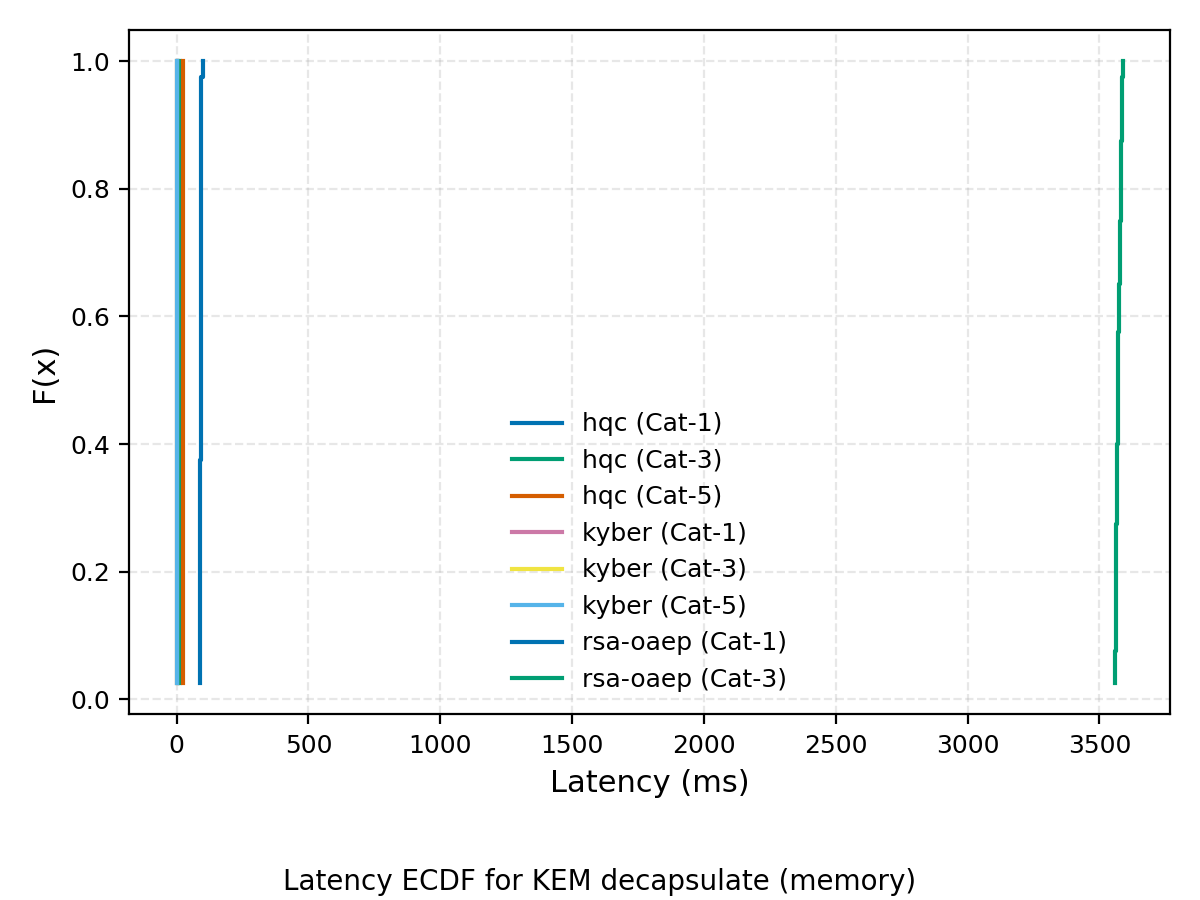 1.0
0.8
0.6
0.4
0.2
0.0
F(x)
hqc (Cat-1)
hqc (Cat-3)
hqc (Cat-5)
kyber (Cat-1)
kyber (Cat-3)
kyber (Cat-5)
rsa-oaep (Cat-1)
rsa-oaep (Cat-3)
0 500 1000 1500 2000 2500 3000 3500
Latency (ms)
Latency ECDF for KEM decapsulate (memory)